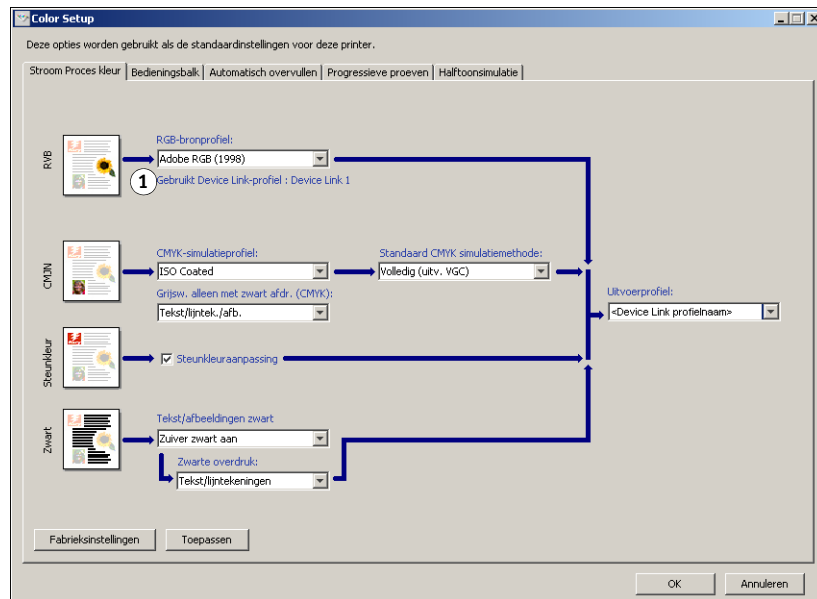 Color Setup
Deze opties worden gebruikt als de standaardinstellingen voor deze printer.
Stroom Proces kleur Bedieningsbalk Automatisch overvullen Progressieve proeven Halftoonsimulatie
RVB
RGB-bronprofiel:
Adobe RGB (1998)
1 Gebruikt Device Link-profiel : Device Link 1
CMJN
CMYK-simulatieprofiel: Standaard CMYK simulatiemethode:
ISO Coated Volledig (uitv. VGC)
Grijsw. alleen met zwart afdr. (CMYK):
Tekst/lijntek./afb.
Uitvoerprofiel:
<Device Link profielnaam>
Steunkleur
Steunkleuraanpassing
Zwart
Tekst/afbeeldingen zwart
Zuiver zwart aan
Zwarte overdruk:
Tekst/lijntekeningen
Fabrieksinstellingen Toepassen
OK Annuleren